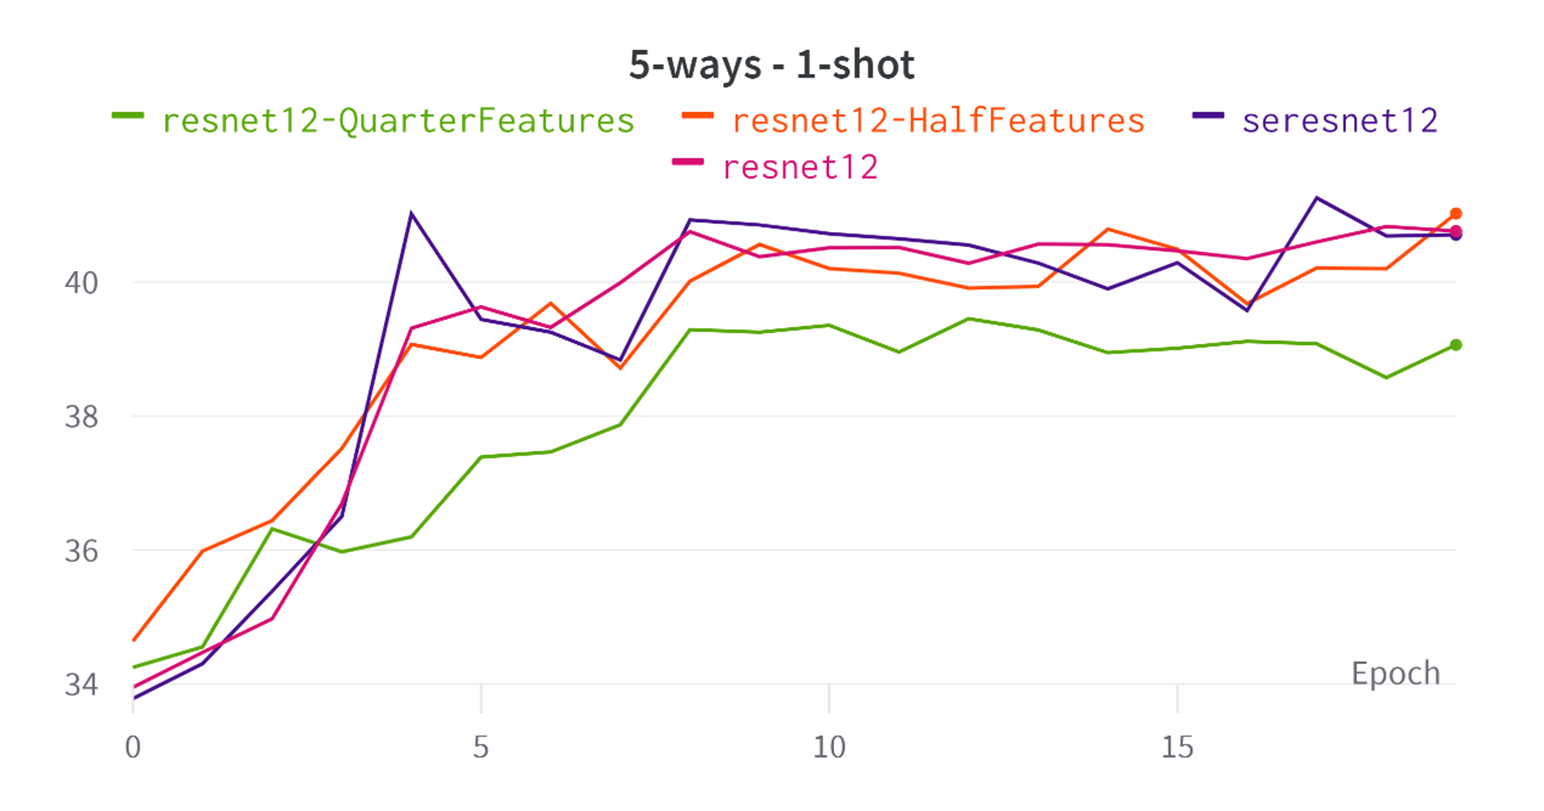 5-ways - 1-shot
resnet12-QuarterFeatures resnet12-HalfFeatures seresnet12
resnet12
40
38
36
34
Epoch
0 5 10 15